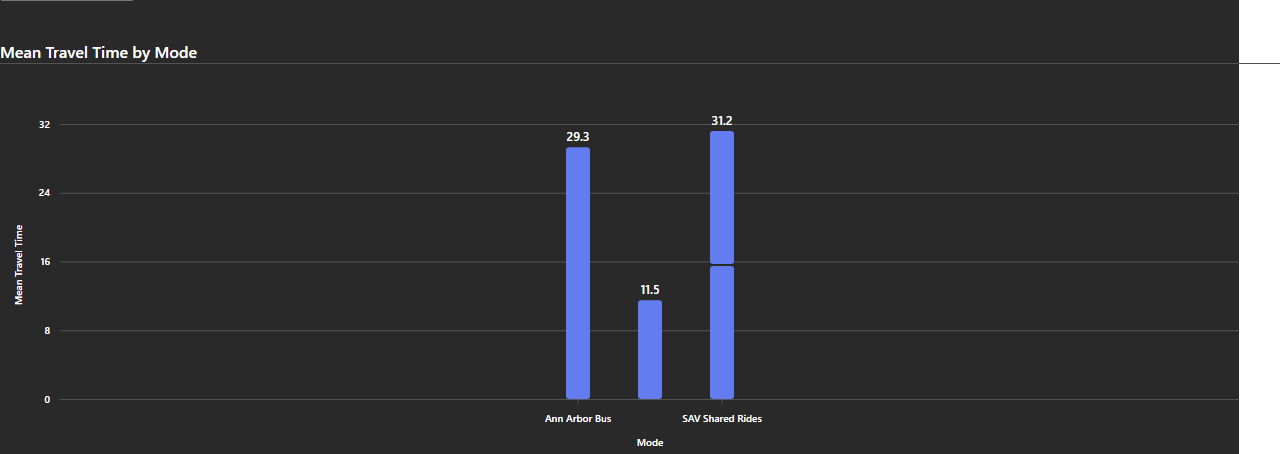 Mean Travel Time by Mode
32
24
16
8
0
Mean Travel Time
29.3
11.5
31.2
Ann Arbor Bus
SAV Shared Rides
Mode